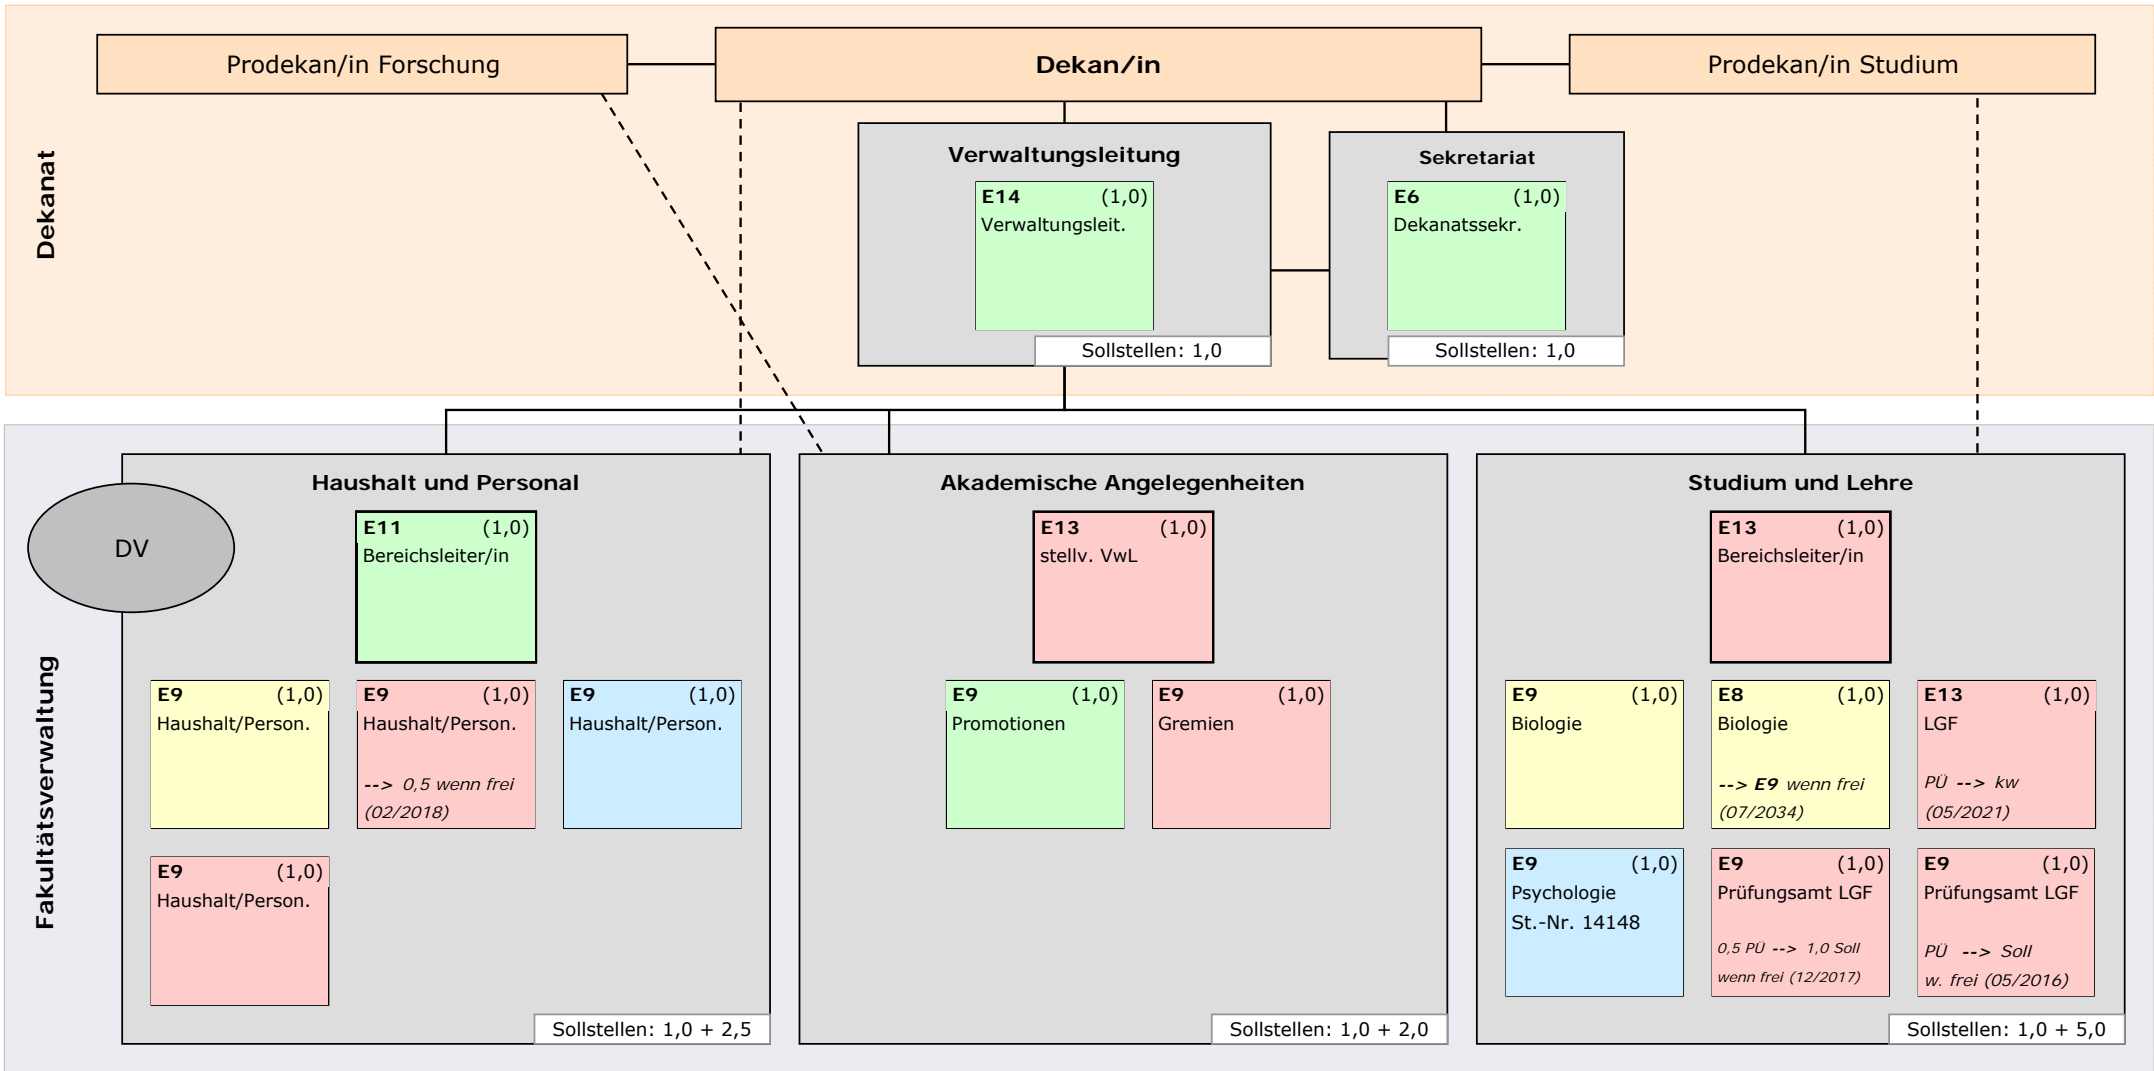 Dekanat
Prodekan/in Forschung
Dekan/in
Prodekan/in Studium
Verwaltungsleitung
E14 (1,0)
Verwaltungsleit.
Sollstellen: 1,0
Sekretariat
E6 (1,0)
Dekanatssekr.
Sollstellen: 1,0
Fakultätsverwaltung
DV
Haushalt und Personal
E11 (1,0)
Bereichsleiter/in
E9 (1,0)
Haushalt/Person.
E9 (1,0)
Haushalt/Person.
--> 0,5 wenn frei
(02/2018)
E9 (1,0)
Haushalt/Person.
E9 (1,0)
Haushalt/Person.
Sollstellen: 1,0 + 2,5
Akademische Angelegenheiten
E13 (1,0)
stellv. VwL
E9 (1,0)
Promotionen
E9 (1,0)
Gremien
Sollstellen: 1,0 + 2,0
Studium und Lehre
E13 (1,0)
Bereichsleiter/in
E9 (1,0)
Biologie
E8 (1,0)
Biologie
--> E9 wenn frei
(07/2034)
E13 (1,0)
LGF
PÜ --> kw
(05/2021)
E9 (1,0)
Psychologie
St.-Nr. 14148
E9 (1,0)
Prüfungsamt LGF
0,5 PÜ --> 1,0 Soll
wenn frei (12/2017)
E9 (1,0)
Prüfungsamt LGF
PÜ --> Soll
w. frei (05/2016)
Sollstellen: 1,0 + 5,0